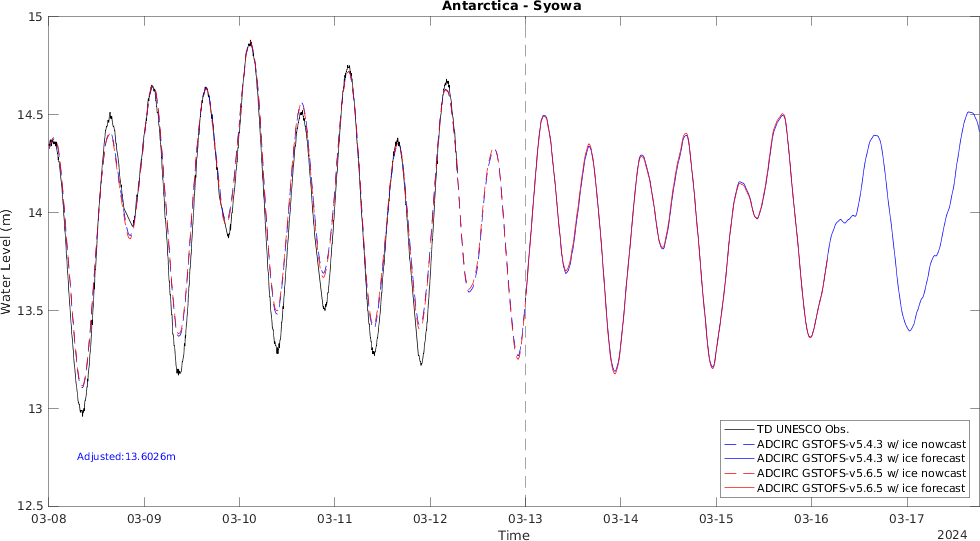 Antarctica - Syowa
15
14.5
14
13.5
13
12.5
Water Level (m)
Adjusted:13.6026m
TD UNESCO Obs.
ADCIRC GSTOFS-v5.4.3 w/ ice nowcast
ADCIRC GSTOFS-v5.4.3 w/ ice forecast
ADCIRC GSTOFS-v5.6.5 w/ ice nowcast
ADCIRC GSTOFS-v5.6.5 w/ ice forecast
03-08 03-09 03-10 03-11 03-12 03-13 03-14 03-15 03-16 03-17
Time
2024